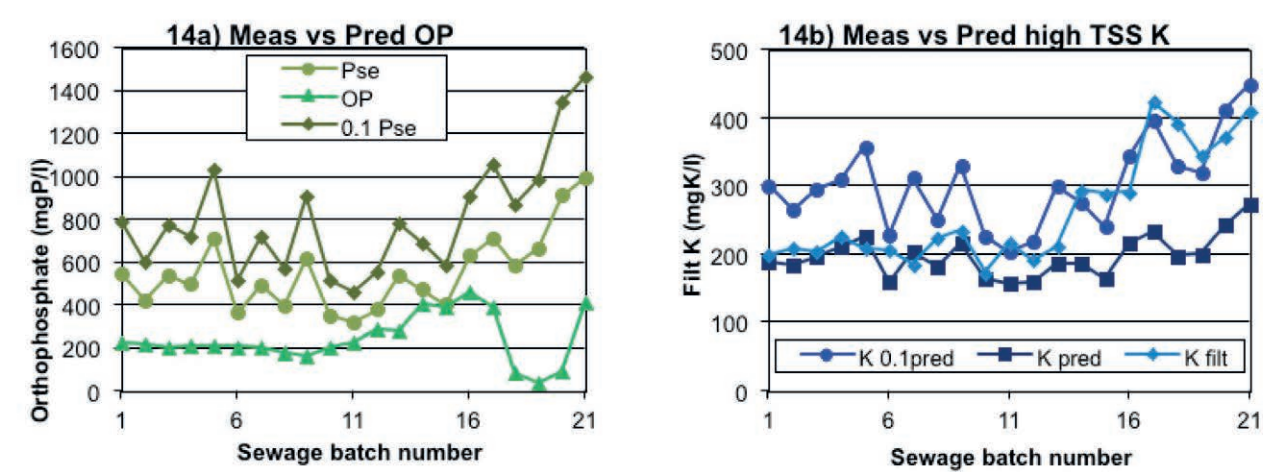 14a) Meas vs Pred OP
1600
1400
1200
1000
800
600
400
200
0
Orthophosphate (mgP/l)
Pse
OP
0.1 Pse
1 6 11 16 21
Sewage batch number
14b) Meas vs Pred high TSS K
500
400
300
200
100
0
Filt K (mgK/l)
K 0.1pred K pred K filt
1 6 11 16 21
Sewage batch number